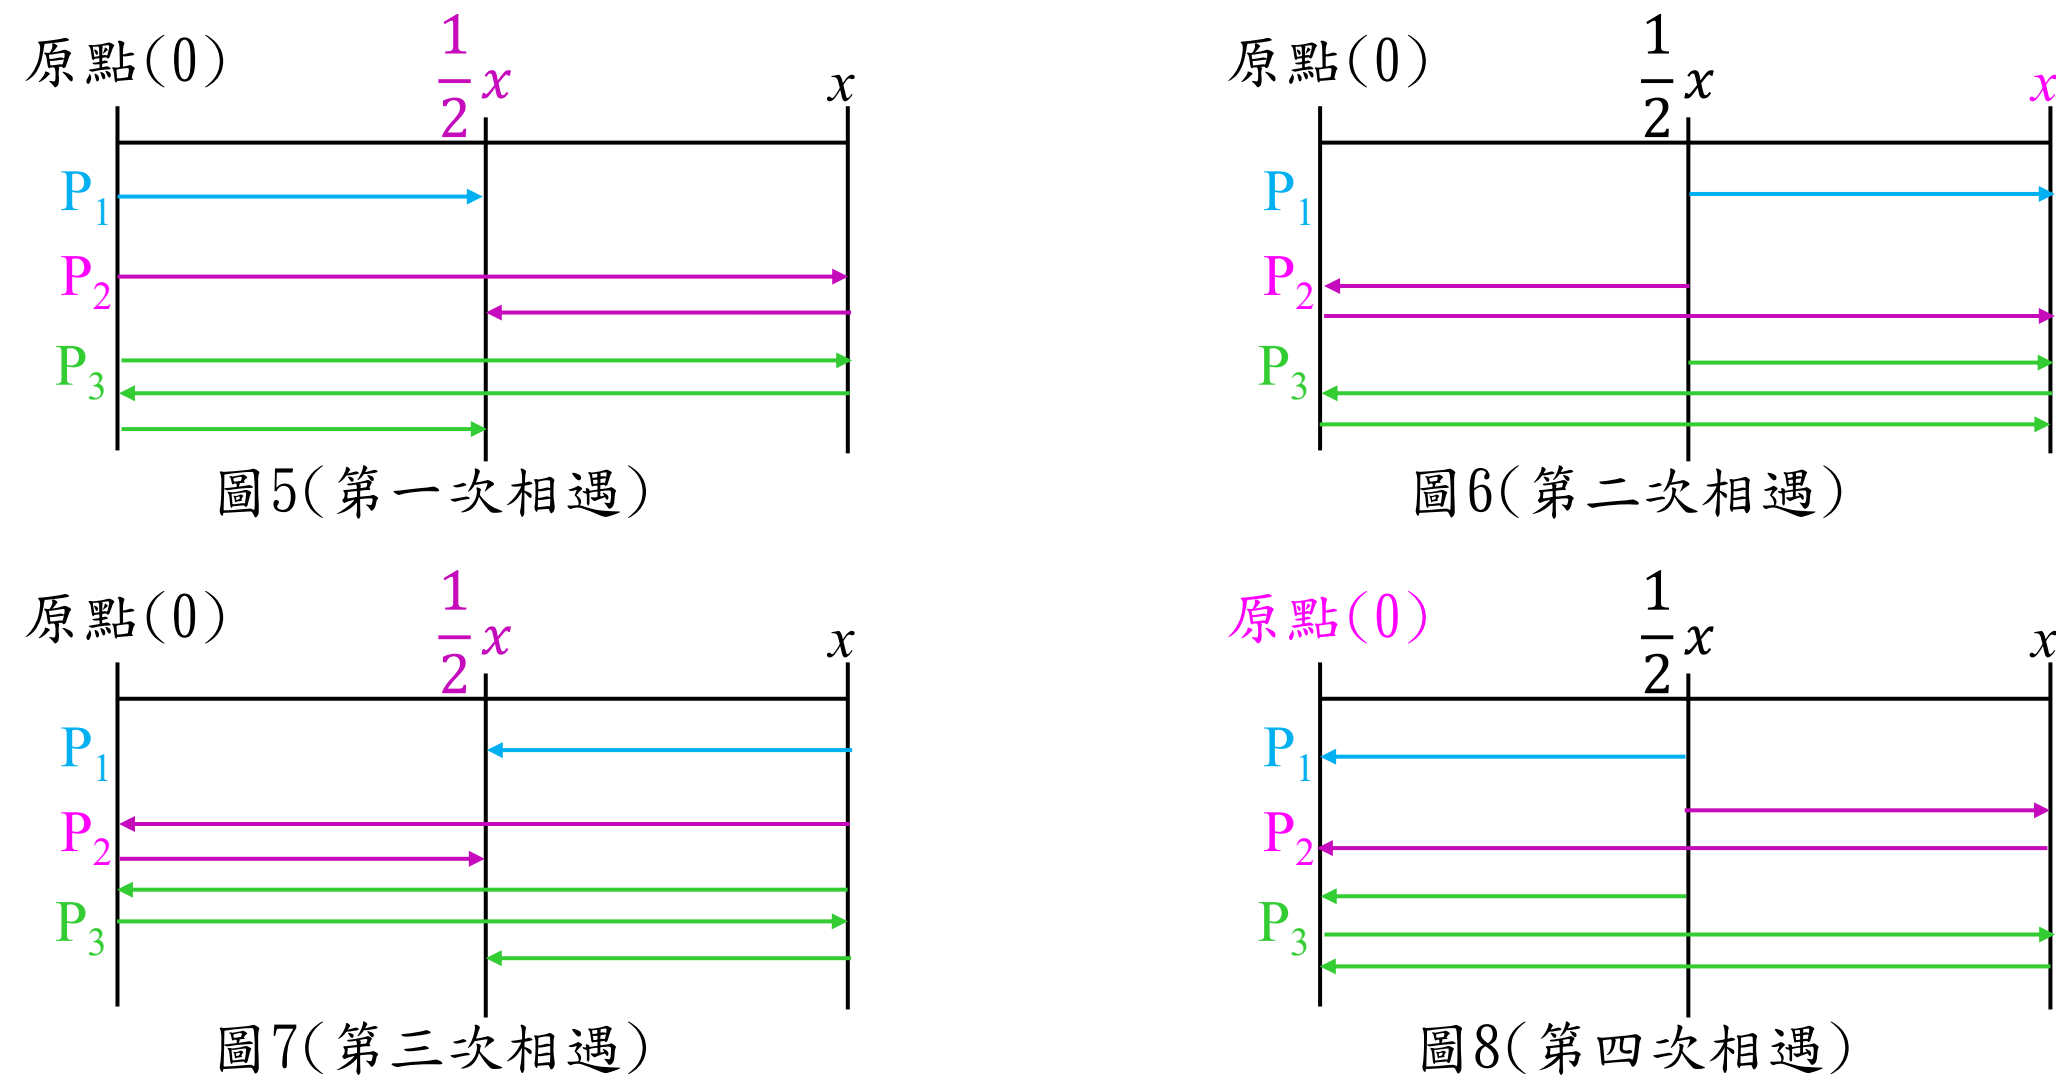 原點(0) 1/2 x x
P1
P2
P3
圖5(第一次相遇)
原點(0) 1/2 x x
P1
P2
P3
圖6(第二次相遇)
原點(0) 1/2 x x
P1
P2
P3
圖7(第三次相遇)
原點(0) 1/2 x x
P1
P2
P3
圖8(第四次相遇)